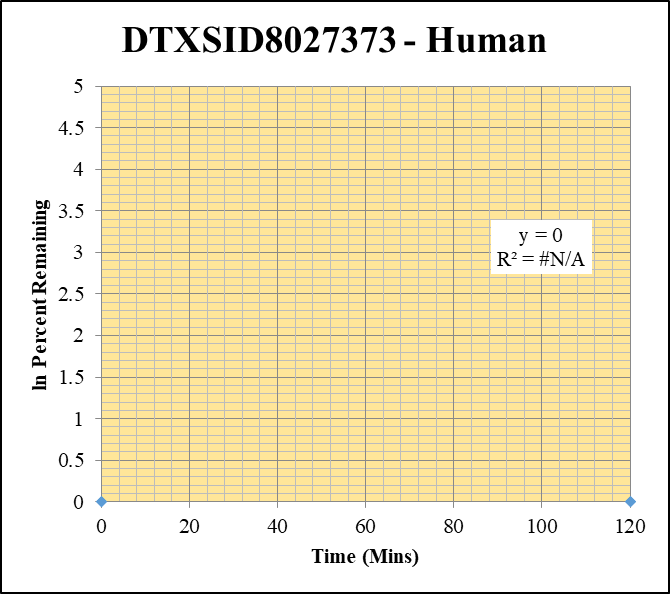 DTXSID8027373 - Human
5
4.5
4
3.5
3
2.5
2
1.5
1
0.5
0
ln Percent Remaining
y = 0
R² = #N/A
0 20 40 60 80 100 120
Time (Mins)